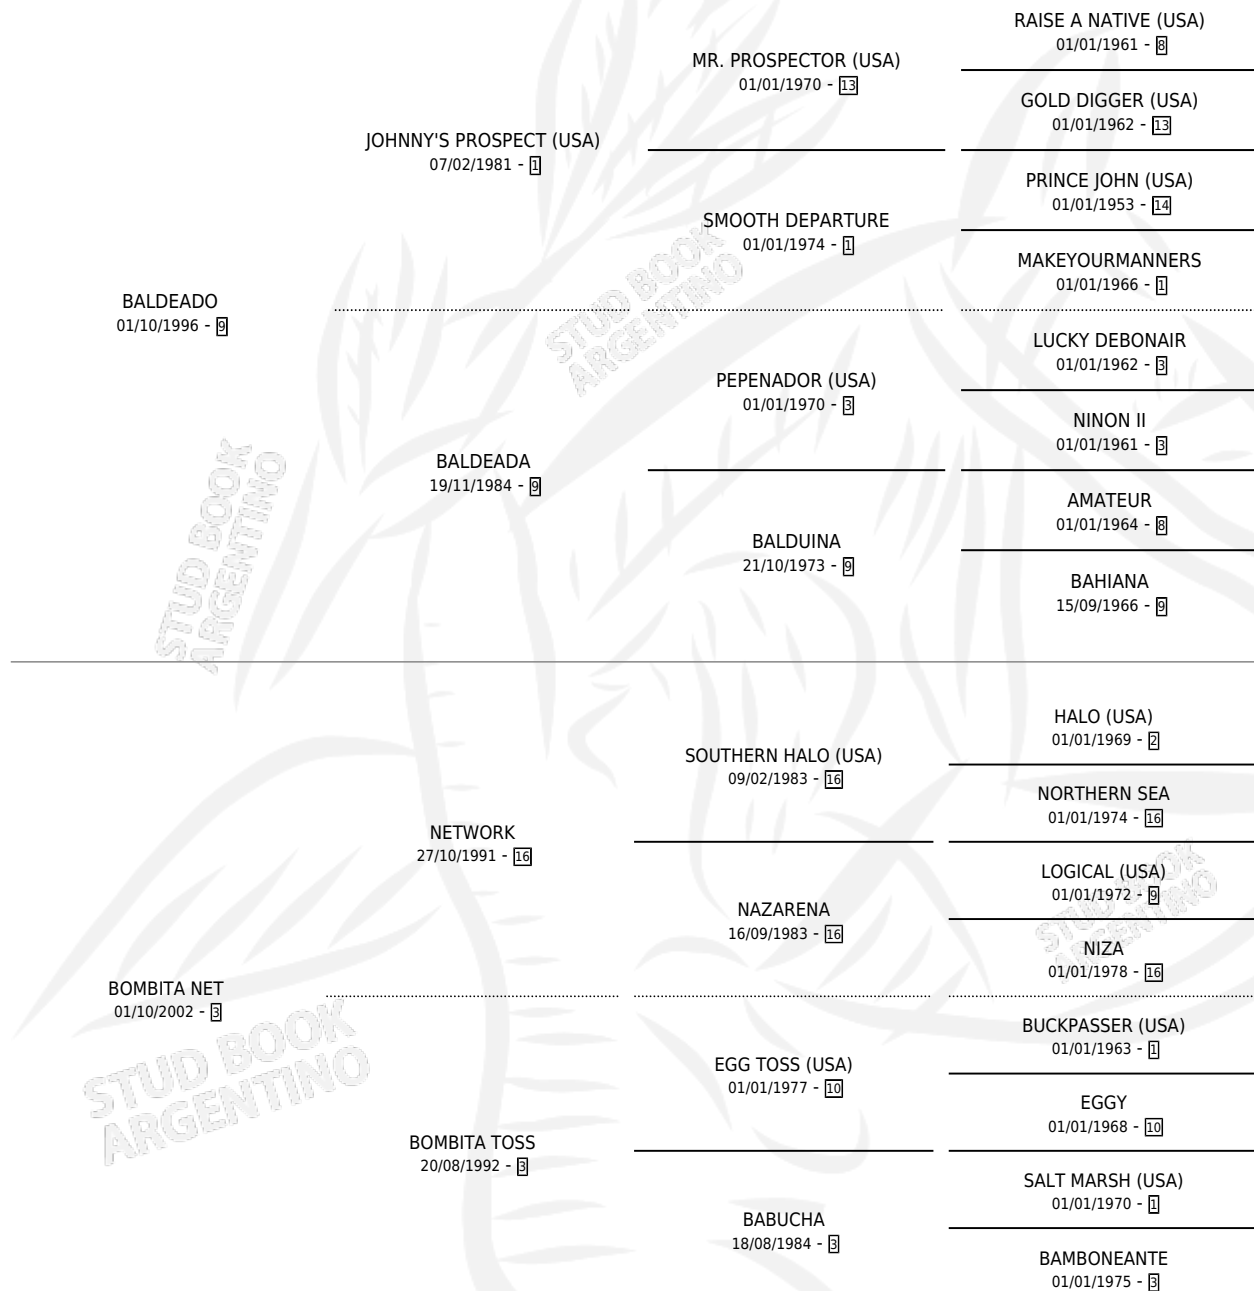 RAISE A NATIVE (USA)
01/01/1961 - 8
MR. PROSPECTOR (USA)
01/01/1970 - 13
GOLD DIGGER (USA)
01/01/1962 - 13
JOHNNY'S PROSPECT (USA)
07/02/1981 - 1
PRINCE JOHN (USA)
01/01/1953 - 14
SMOOTH DEPARTURE
01/01/1974 - 1
MAKEYOURMANNERS
01/01/1966 - 1
BALDEADO
01/10/1996 - 9
LUCKY DEBONAIR
01/01/1962 - 3
PEPENADOR (USA)
01/01/1970 - 3
NINON II
01/01/1961 - 3
BALDEADA
19/11/1984 - 9
AMATEUR
01/01/1964 - 8
BALDUINA
21/10/1973 - 9
BAHIANA
15/09/1966 - 9
HALO (USA)
01/01/1969 - 2
SOUTHERN HALO (USA)
09/02/1983 - 16
NORTHERN SEA
01/01/1974 - 16
NETWORK
27/10/1991 - 16
LOGICAL (USA)
01/01/1972 - 9
NAZARENA
16/09/1983 - 16
NIZA
01/01/1978 - 16
BOMBITA NET
01/10/2002 - 3
BUCKPASSER (USA)
01/01/1963 - 1
EGG TOSS (USA)
01/01/1977 - 10
EGGY
01/01/1968 - 10
BOMBITA TOSS
20/08/1992 - 3
SALT MARSH (USA)
01/01/1970 - 1
BABUCHA
18/08/1984 - 3
BAMBONEANTE
01/01/1975 - 3
STUD BOOK
ARGENTINO
STUD BOOK
ARGENTINO
STUD BOOK
ARGENTINO
STUD BOOK
ARGENTINO